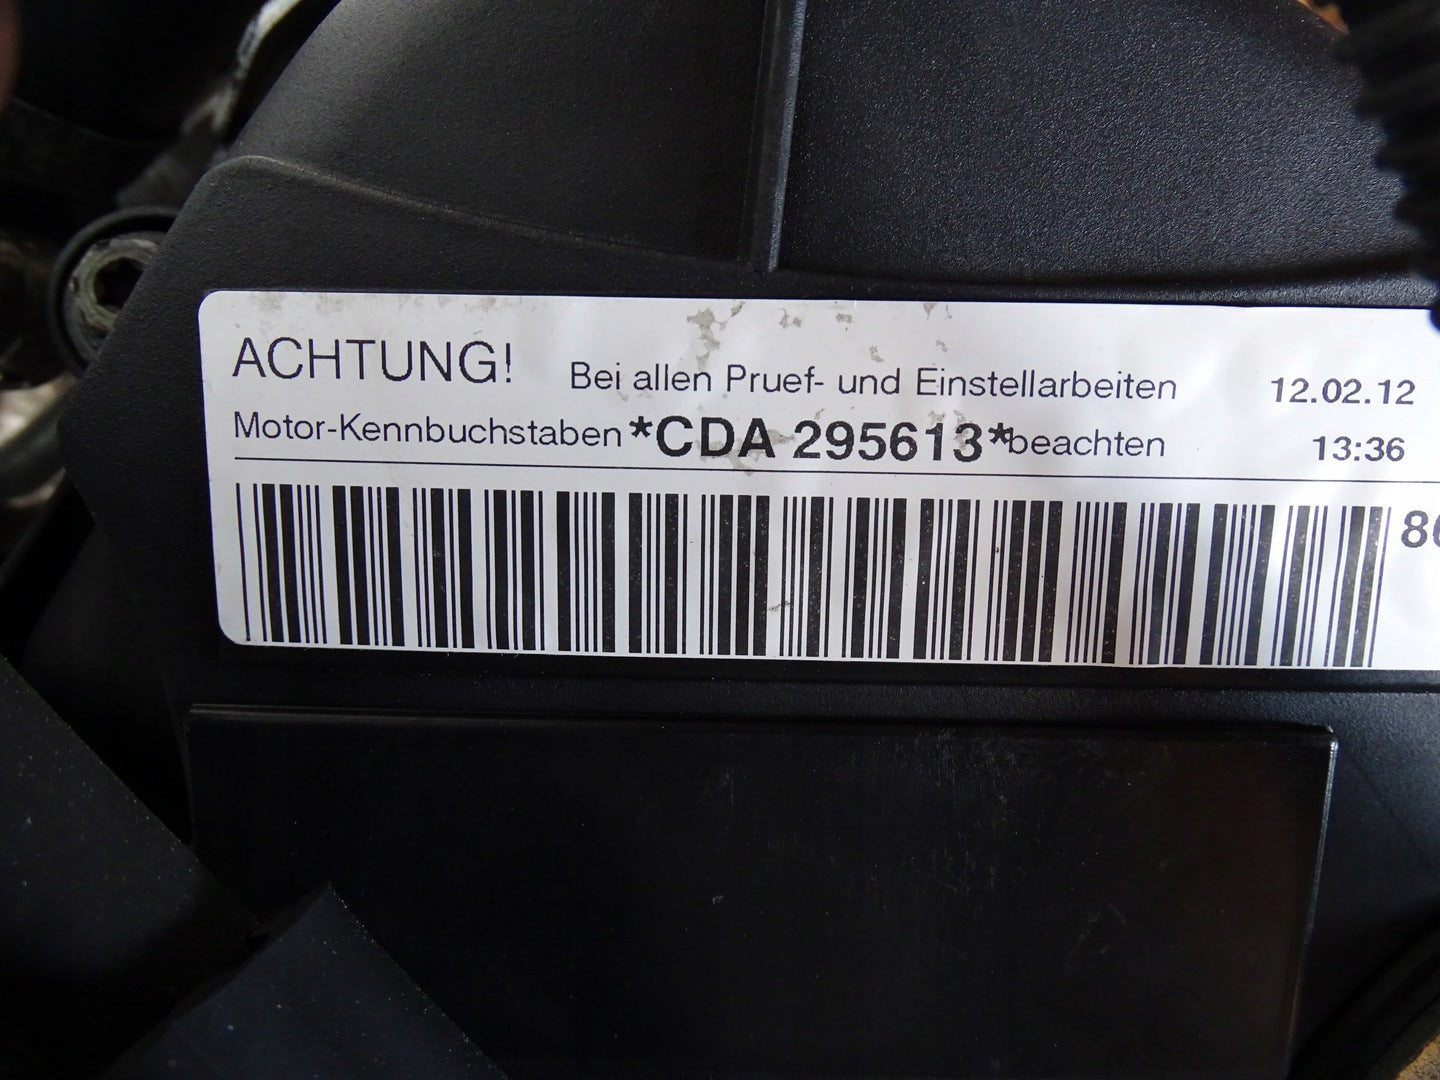 ACHTUNG! Bei allen Pruef- und Einstellarbeiten 12.02.12
Motor-Kennbuchstaben *CDA 295613* beachten 13:36